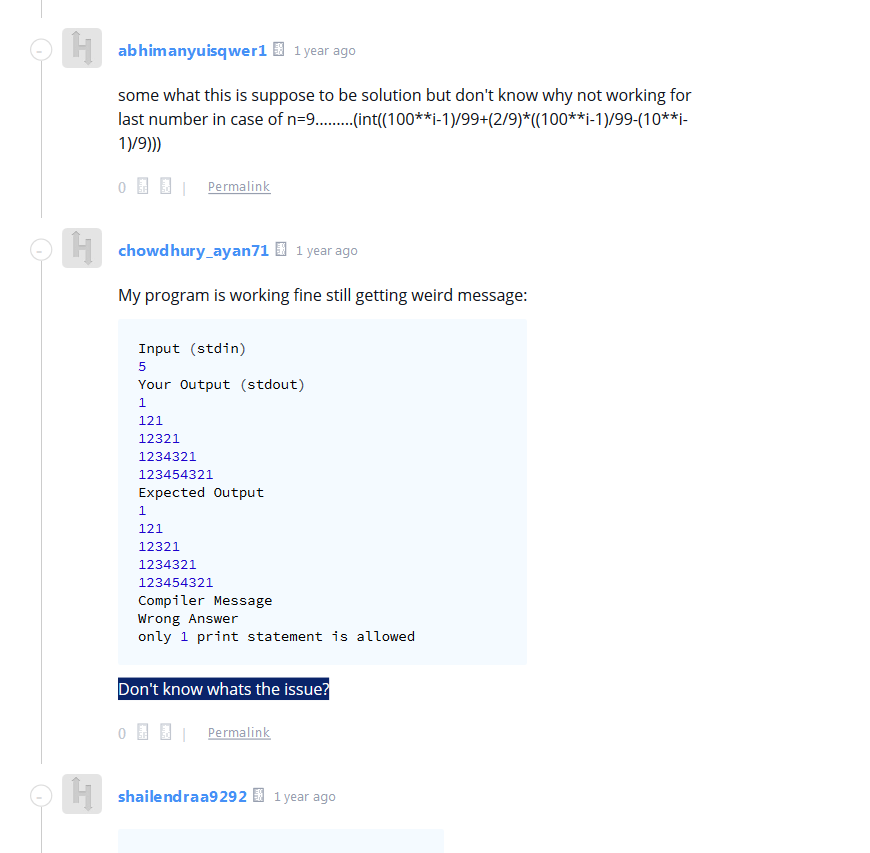 abhimanyuisqwer1 1 year ago
some what this is suppose to be solution but don't know why not working for
last number in case of n=9.........(int((100**i-1)/99+(2/9)*((100**i-1)/99-(10**i-
1)/9)))
0 | Permalink
chowdhury_ayan71 1 year ago
My program is working fine still getting weird message:
Input (stdin)
5
Your Output (stdout)
1
121
12321
1234321
123454321
Expected Output
1
121
12321
1234321
123454321
Compiler Message
Wrong Answer
only 1 print statement is allowed
Don't know whats the issue?
0 | Permalink
shailendraa9292 1 year ago